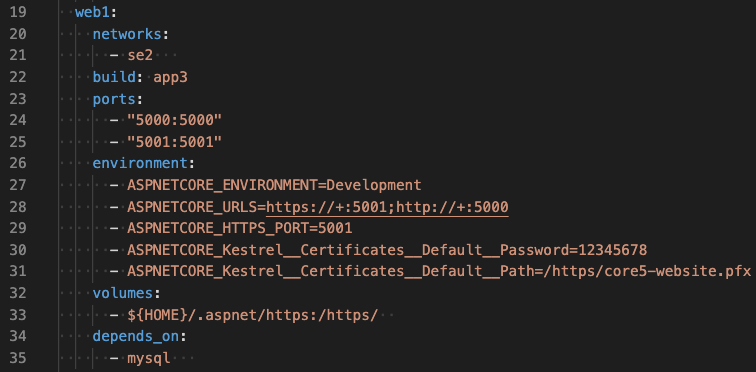 19 web1:
20 networks:
21 - se2
22 build: app3
23 ports:
24 - "5000:5000"
25 - "5001:5001"
26 environment:
27 - ASPNETCORE_ENVIRONMENT=Development
28 - ASPNETCORE_URLS=https://+:5001;http://+:5000
29 - ASPNETCORE_HTTPS_PORT=5001
30 - ASPNETCORE_Kestrel__Certificates__Default__Password=12345678
31 - ASPNETCORE_Kestrel__Certificates__Default__Path=/https/core5-website.pfx
32 volumes:
33 - ${HOME}/.aspnet/https:/https/
34 depends_on:
35 - mysql